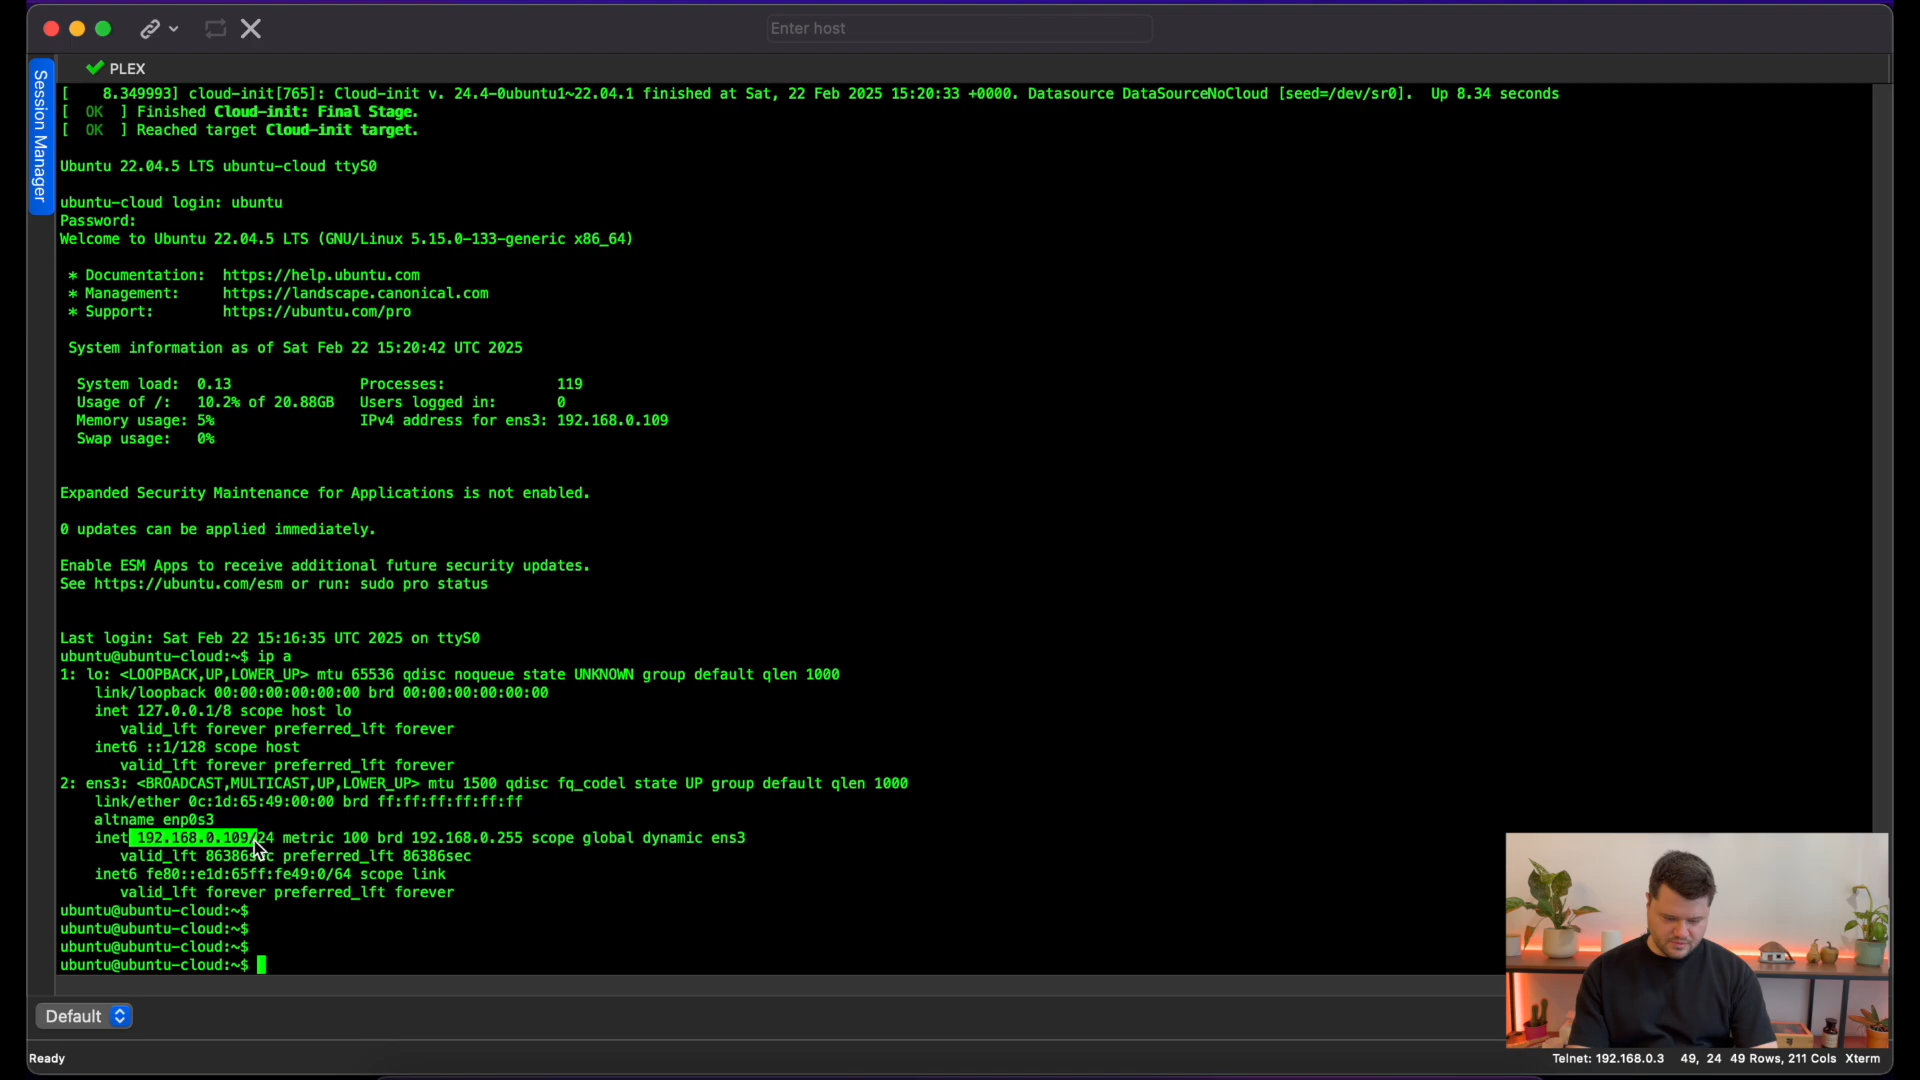 Enter host
Session Manager
PLEX
[    8.349993] cloud-init[765]: Cloud-init v. 24.4-0ubuntu1~22.04.1 finished at Sat, 22 Feb 2025 15:20:33 +0000. Datasource DataSourceNoCloud [seed=/dev/sr0].  Up 8.34 seconds
[  OK  ] Finished Cloud-init: Final Stage.
[  OK  ] Reached target Cloud-init target.
Ubuntu 22.04.5 LTS ubuntu-cloud ttyS0
ubuntu-cloud login: ubuntu
Password:
Welcome to Ubuntu 22.04.5 LTS (GNU/Linux 5.15.0-133-generic x86_64)
* Documentation:  https://help.ubuntu.com
* Management:     https://landscape.canonical.com
* Support:        https://ubuntu.com/pro
System information as of Sat Feb 22 15:20:42 UTC 2025
System load:  0.13               Processes:             119
Usage of /:   10.2% of 20.88GB   Users logged in:       0
Memory usage: 5%                 IPv4 address for ens3: 192.168.0.109
Swap usage:   0%
Expanded Security Maintenance for Applications is not enabled.
0 updates can be applied immediately.
Enable ESM Apps to receive additional future security updates.
See https://ubuntu.com/esm or run: sudo pro status
Last login: Sat Feb 22 15:16:35 UTC 2025 on ttyS0
ubuntu@ubuntu-cloud:~$ ip a
1: lo: <LOOPBACK,UP,LOWER_UP> mtu 65536 qdisc noqueue state UNKNOWN group default qlen 1000
link/loopback 00:00:00:00:00:00 brd 00:00:00:00:00:00
inet 127.0.0.1/8 scope host lo
valid_lft forever preferred_lft forever
inet6 ::1/128 scope host
valid_lft forever preferred_lft forever
2: ens3: <BROADCAST,MULTICAST,UP,LOWER_UP> mtu 1500 qdisc fq_codel state UP group default qlen 1000
link/ether 0c:1d:65:49:00:00 brd ff:ff:ff:ff:ff:ff
altname enp0s3
inet 192.168.0.109/24 metric 100 brd 192.168.0.255 scope global dynamic ens3
valid_lft 86386sec preferred_lft 86386sec
inet6 fe80::e1d:65ff:fe49:0/64 scope link
valid_lft forever preferred_lft forever
ubuntu@ubuntu-cloud:~$
ubuntu@ubuntu-cloud:~$
ubuntu@ubuntu-cloud:~$
ubuntu@ubuntu-cloud:~$
Default
Ready
Telnet: 192.168.0.3    49, 24  49 Rows, 211 Cols  Xterm